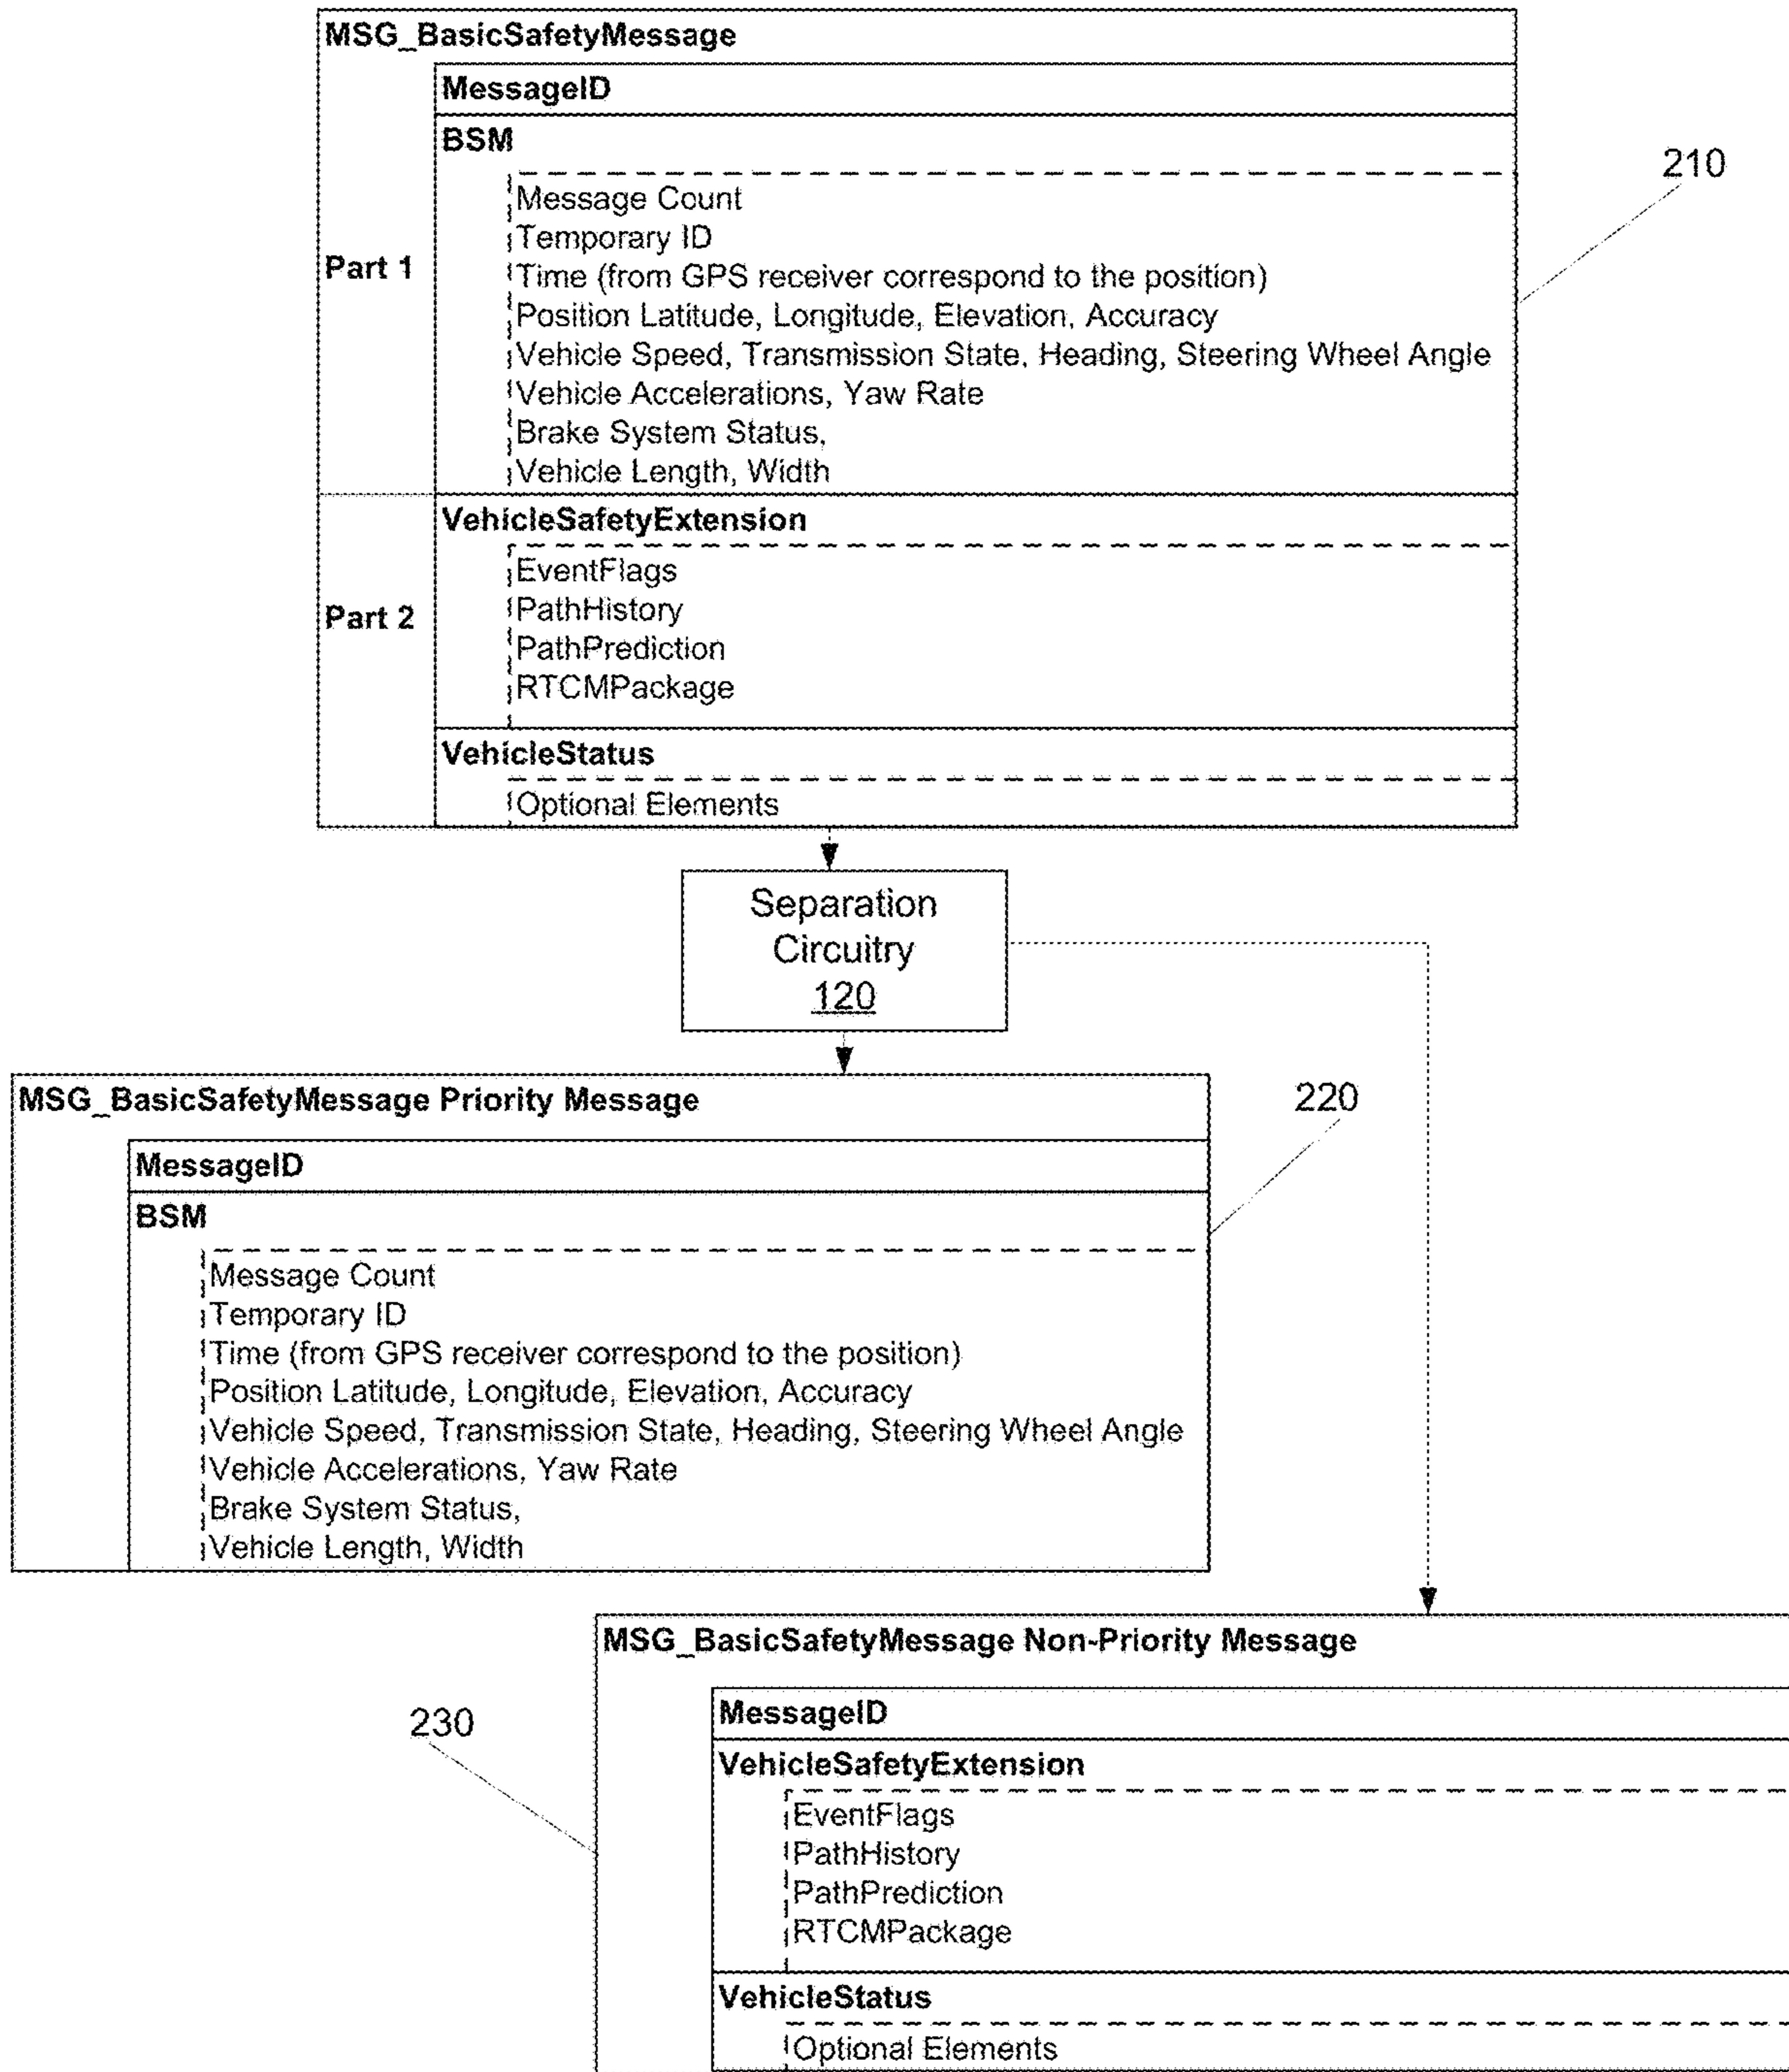 MSG_BasicSafetyMessage
MessageID
BSM
210
Message Count
Temporary ID
Part 1
Time (from GPS receiver correspond to the position)
Position Latitude, Longitude, Elevation, Accuracy
Vehicle Speed, Transmission State, Heading, Steering Wheel Angle
Vehicle Accelerations, Yaw Rate
Brake System Status,
Vehicle Length, Width
VehicleSafetyExtension
EventFlags
Part 2
PathHistory
PathPrediction
RTCMPackage
VehicleStatus
Optional Elements
Separation
Circuitry
120
MSG_BasicSafetyMessage Priority Message
220
MessageID
BSM
Message Count
Temporary ID
Time (from GPS receiver correspond to the position)
Position Latitude, Longitude, Elevation, Accuracy
Vehicle Speed, Transmission State, Heading, Steering Wheel Angle
Vehicle Accelerations, Yaw Rate
Brake System Status,
Vehicle Length, Width
MSG_BasicSafetyMessage Non-Priority Message
230
MessageID
VehicleSafetyExtension
EventFlags
PathHistory
PathPrediction
RTCMPackage
VehicleStatus
Optional Elements